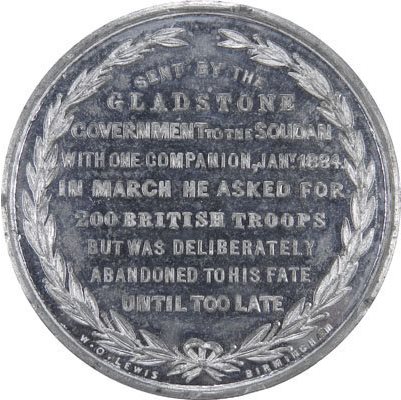 SENT BY THE
GLADSTONE
GOVERNMENT TO THE SOUDAN
WITH ONE COMPANION, JANY. 1884.
IN MARCH HE ASKED FOR
200 BRITISH TROOPS
BUT WAS DELIBERATELY
ABANDONED TO HIS FATE
UNTIL TOO LATE
W. O. LEWIS BIRMINGHAM